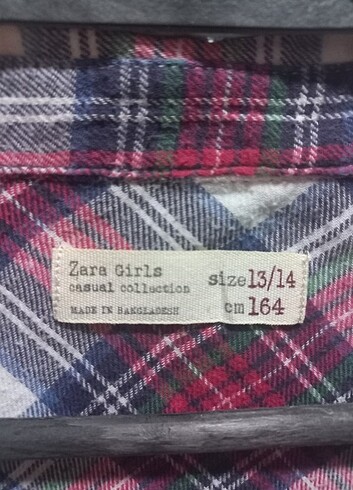 Zara Girls
casual collection
MADE IN BANGLADESH
size 13/14
cm 164